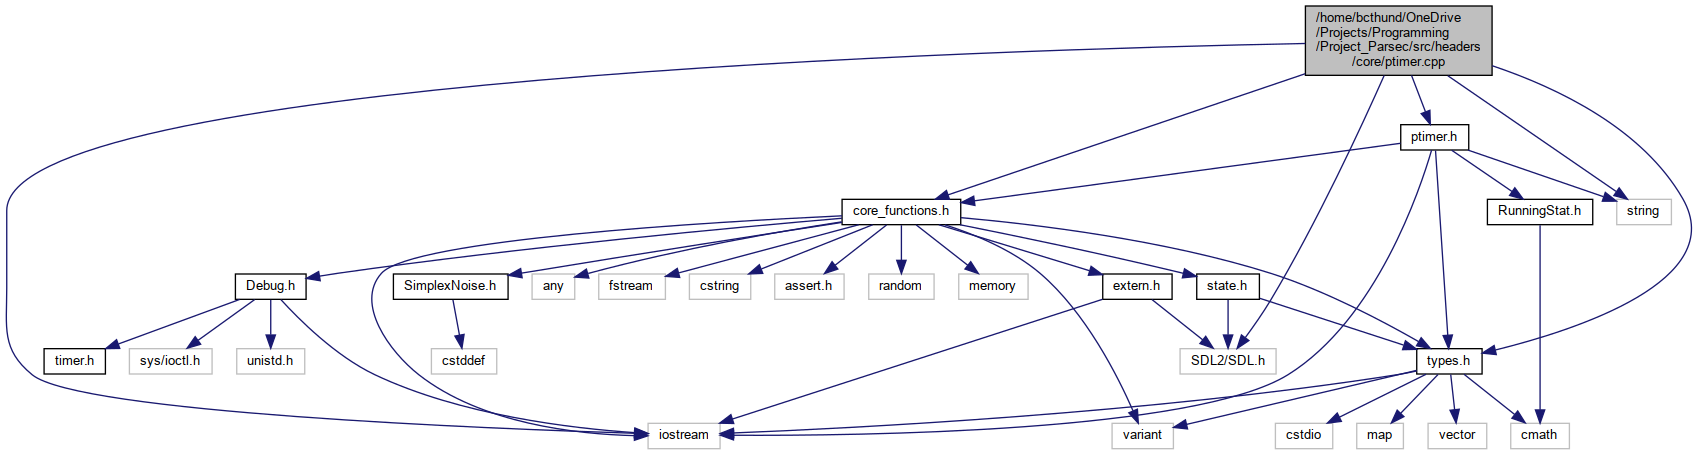 /home/bcthund/OneDrive
/Projects/Programming
/Project_Parsec/src/headers
/core/ptimer.cpp
ptimer.h
core_functions.h
RunningStat.h
string
Debug.h
SimplexNoise.h
any
fstream
cstring
assert.h
random
memory
extern.h
state.h
timer.h
sys/ioctl.h
unistd.h
cstddef
SDL2/SDL.h
types.h
iostream
variant
cstdio
map
vector
cmath